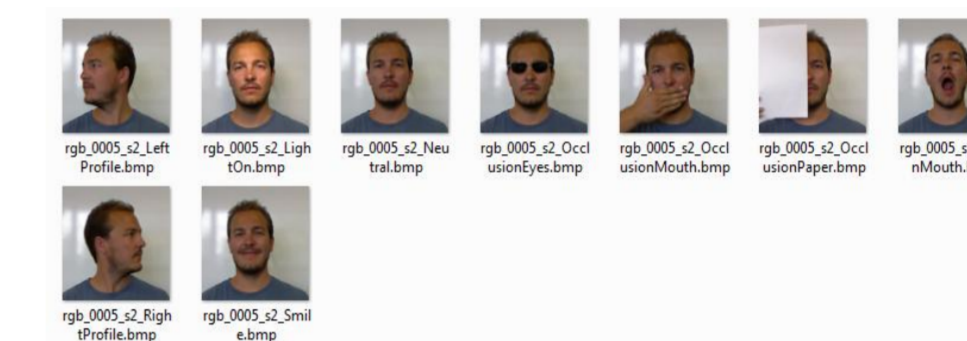 rgb_0005_s2_Left
Profile.bmp
rgb_0005_s2_Ligh
tOn.bmp
rgb_0005_s2_Neu
tral.bmp
rgb_0005_s2_Occl
usionEyes.bmp
rgb_0005_s2_Occl
usionMouth.bmp
rgb_0005_s2_Occl
usionPaper.bmp
rgb_0005_s
nMouth.
rgb_0005_s2_Righ
tProfile.bmp
rgb_0005_s2_Smil
e.bmp